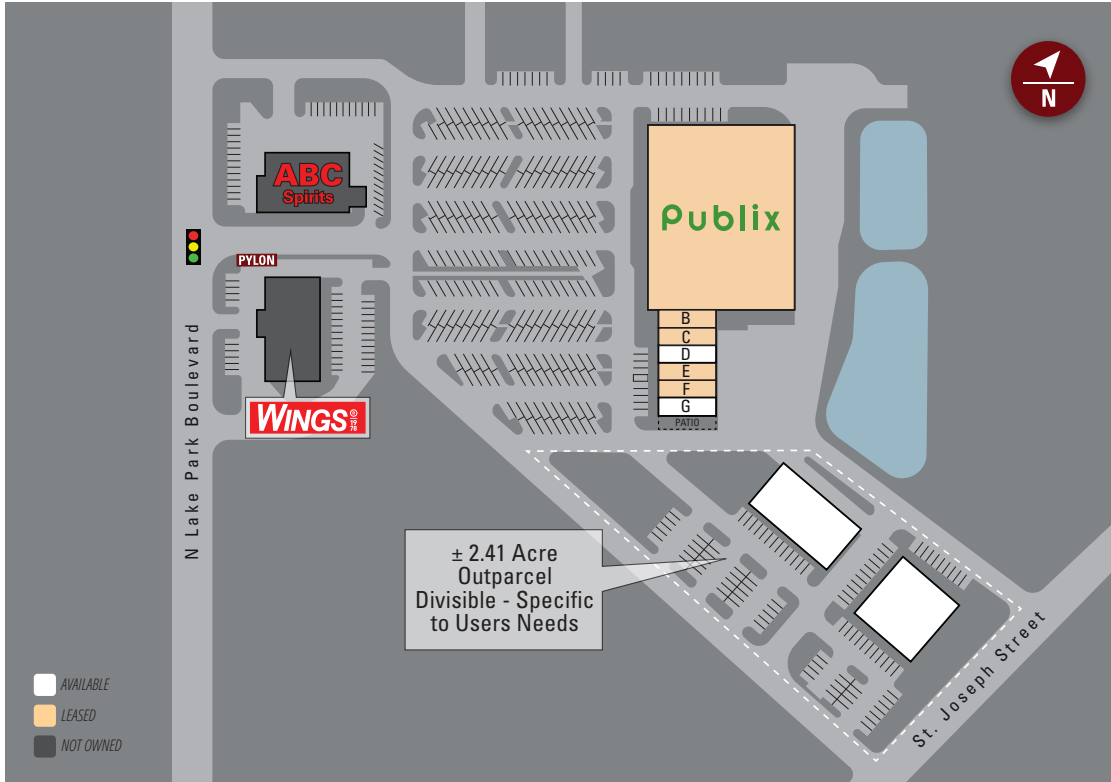 N
ABC
Spirits
Publix
PYLON
B
C
D
E
F
G
PATIO
N Lake Park Boulevard
WINGS
± 2.41 Acre
Outparcel
Divisible - Specific
to Users Needs
St. Joseph Street
AVAILABLE
LEASED
NOT OWNED